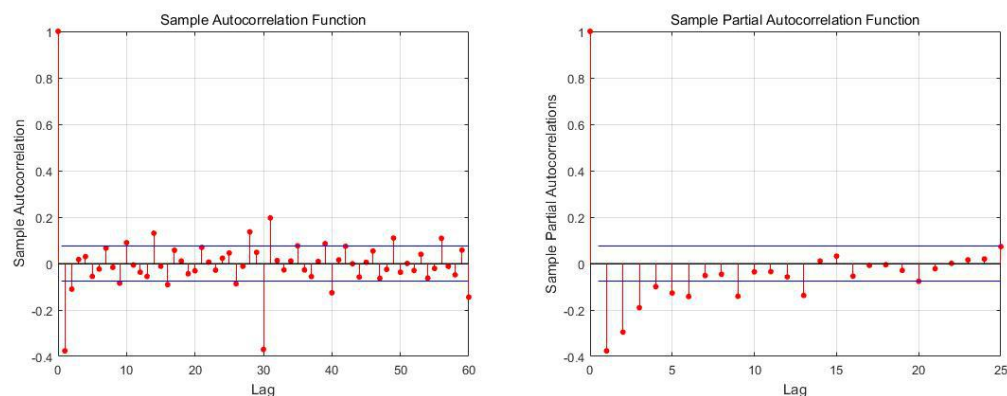 Sample Autocorrelation Function
Sample Autocorrelation
1
0.8
0.6
0.4
0.2
0
-0.2
-0.4
0 10 20 30 40 50 60
Lag
Sample Partial Autocorrelation Function
Sample Partial Autocorrelations
1
0.8
0.6
0.4
0.2
0
-0.2
-0.4
0 5 10 15 20 25
Lag